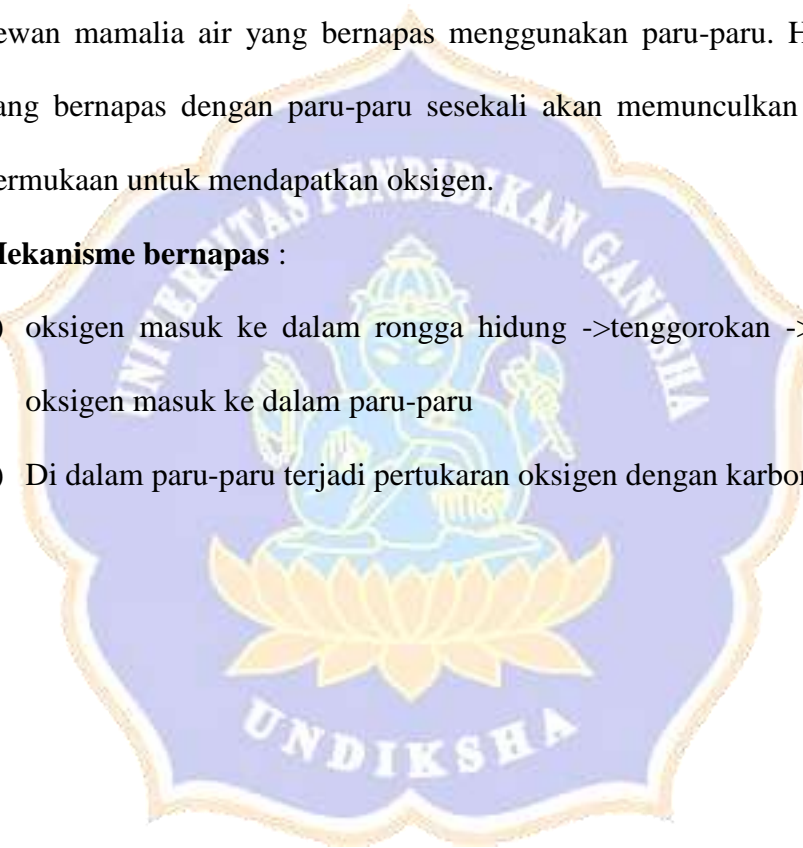 ewan mamalia air yang bernapas menggunakan paru-paru. H
ang bernapas dengan paru-paru sesekali akan memunculkan
ermukaan untuk mendapatkan oksigen.
Mekanisme bernapas :
) oksigen masuk ke dalam rongga hidung ->tenggorokan ->
oksigen masuk ke dalam paru-paru
) Di dalam paru-paru terjadi pertukaran oksigen dengan karbon
UNIVERSITAS PENDIDIKAN GANESHA
UNDIKSHA